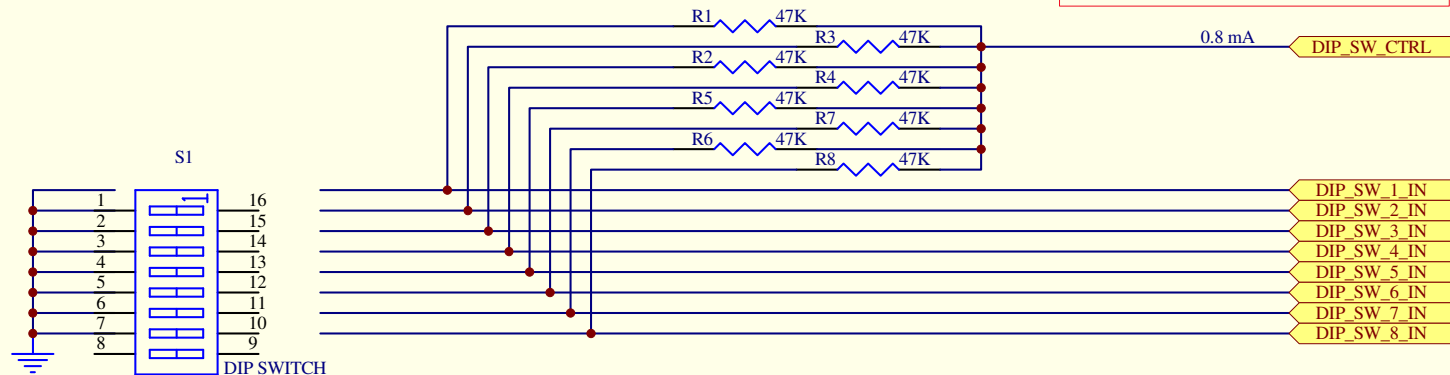 R1 47K
R3 47K
0.8 mA
DIP_SW_CTRL
R2 47K
R4 47K
R5 47K
R7 47K
R6 47K
R8 47K
S1
DIP_SW_1_IN
1 16
DIP_SW_2_IN
2 15
DIP_SW_3_IN
3 14
DIP_SW_4_IN
4 13
DIP_SW_5_IN
5 12
DIP_SW_6_IN
6 11
DIP_SW_7_IN
7 10
DIP_SW_8_IN
8 9
DIP SWITCH